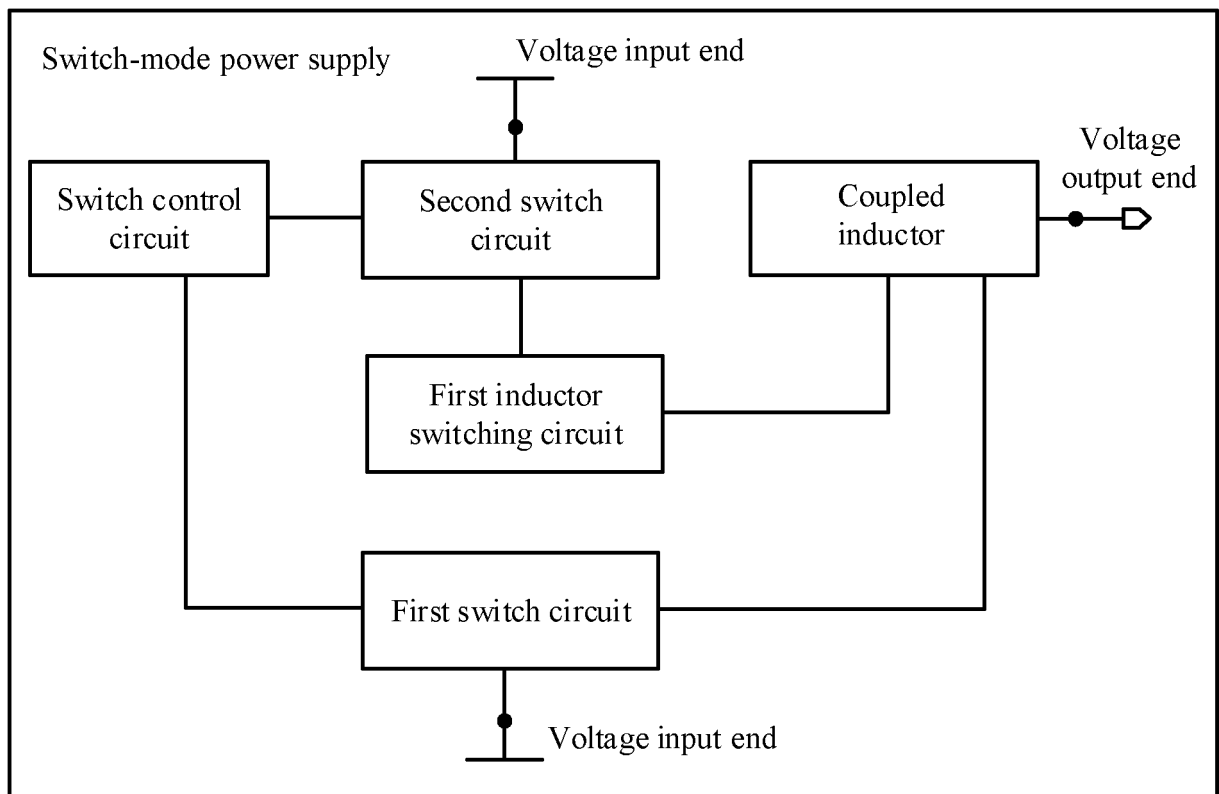 Switch-mode power supply
Voltage input end
Voltage
output end
Switch control
circuit
Second switch
circuit
Coupled
inductor
First inductor
switching circuit
First switch circuit
Voltage input end